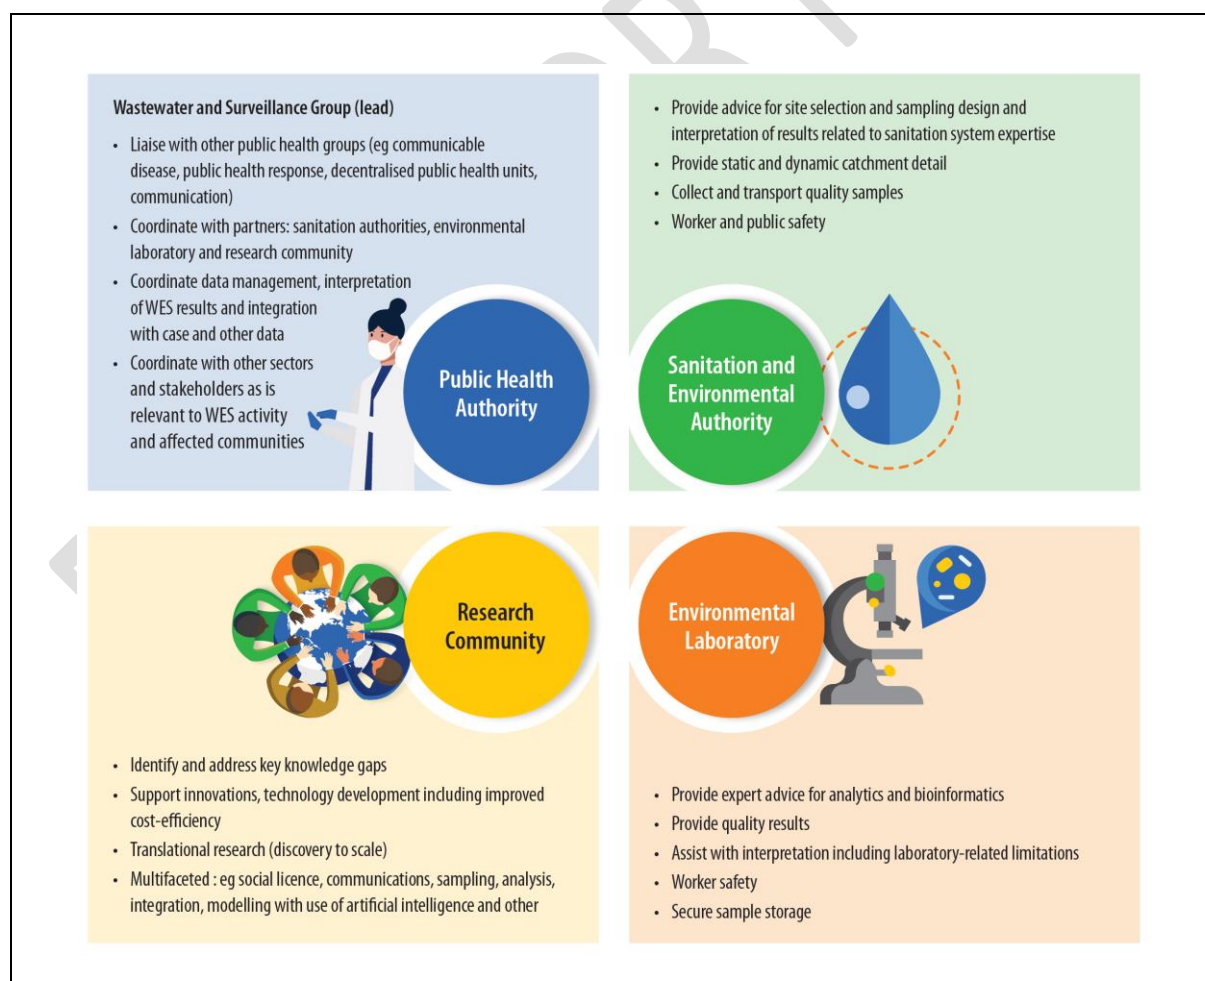 Wastewater and Surveillance Group (lead)
• Liaise with other public health groups (eg communicable
disease, public health response, decentralised public health units,
communication)
• Coordinate with partners: sanitation authorities, environmental
laboratory and research community
• Coordinate data management, interpretation
of WES results and integration
with case and other data
• Coordinate with other sectors
and stakeholders as is
relevant to WES activity
and affected communities
Public Health
Authority
• Provide advice for site selection and sampling design and
interpretation of results related to sanitation system expertise
• Provide static and dynamic catchment detail
• Collect and transport quality samples
• Worker and public safety
Sanitation and
Environmental
Authority
Research
Community
• Identify and address key knowledge gaps
• Support innovations, technology development including improved
cost-efficiency
• Translational research (discovery to scale)
• Multifaceted : eg social licence, communications, sampling, analysis,
integration, modelling with use of artificial intelligence and other
Environmental
Laboratory
• Provide expert advice for analytics and bioinformatics
• Provide quality results
• Assist with interpretation including laboratory-related limitations
• Worker safety
• Secure sample storage